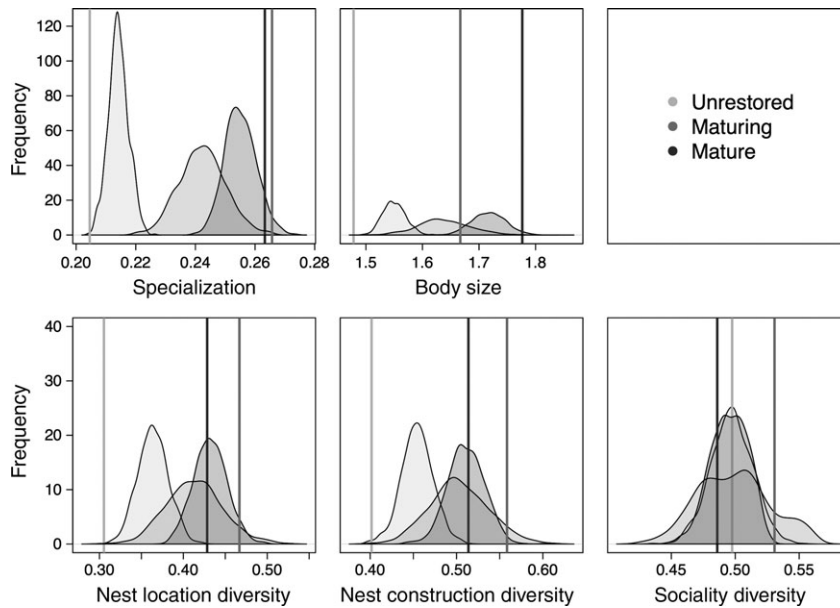 120
100
80
60
40
20
0
Frequency
0.20 0.22 0.24 0.26 0.28
Specialization
1.5 1.6 1.7 1.8
Body size
Unrestored
Maturing
Mature
40
30
20
10
0
Frequency
0.30 0.40 0.50
Nest location diversity
0.40 0.50 0.60
Nest construction diversity
0.45 0.50 0.55
Sociality diversity